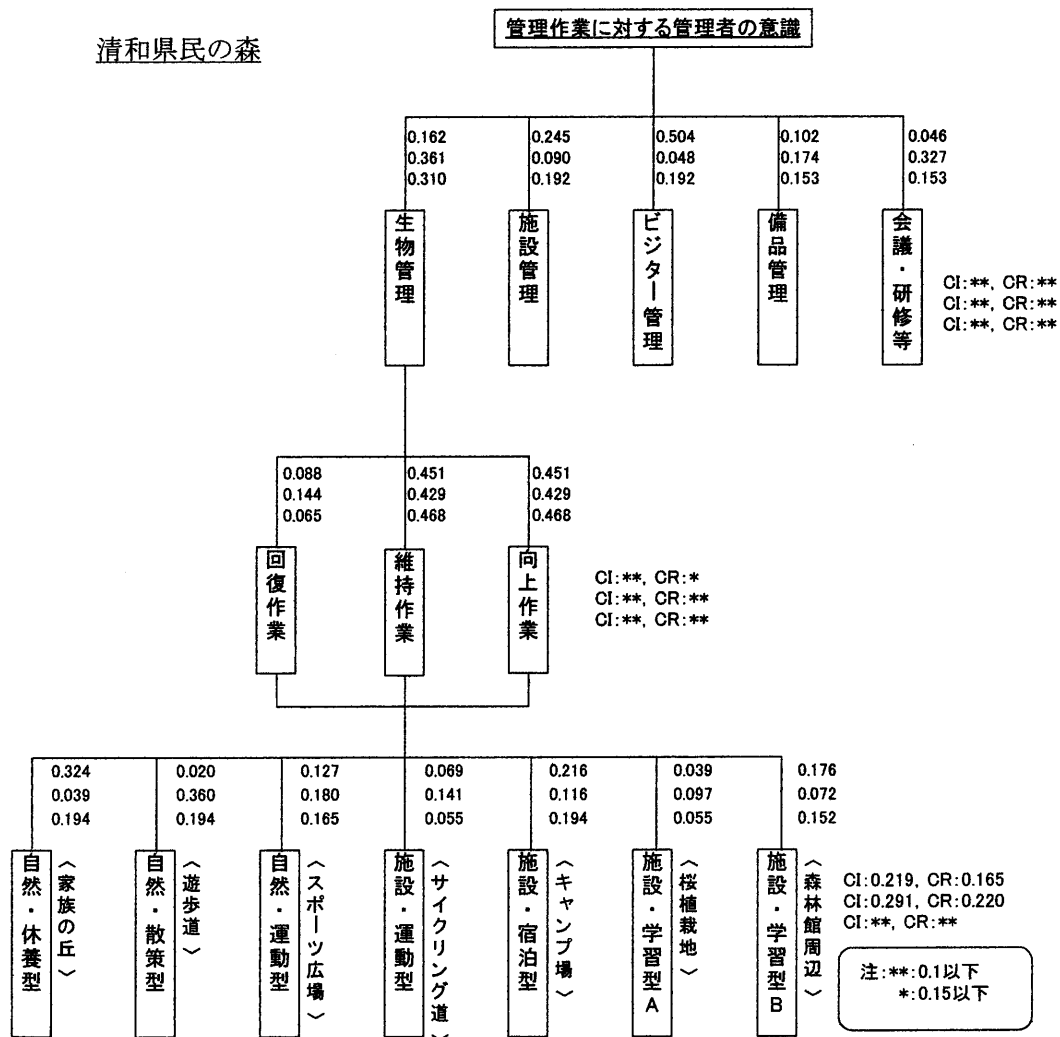 清和県民の森
管理作業に対する管理者の意識
0.162 0.245 0.504 0.102 0.046
0.361 0.090 0.048 0.174 0.327
0.310 0.192 0.192 0.153 0.153
生物管理
施設管理
ビジター管理
備品管理
会議・研修等
CI:**, CR:**
CI:**, CR:**
CI:**, CR:**
0.088 0.451 0.451
0.144 0.429 0.429
0.065 0.468 0.468
回復作業
維持作業
向上作業
CI:**, CR:*
CI:**, CR:**
CI:**, CR:**
0.324 0.020 0.127 0.069 0.216 0.039 0.176
0.039 0.360 0.180 0.141 0.116 0.097 0.072
0.194 0.194 0.165 0.055 0.194 0.055 0.152
自然・休養型
〈家族の丘〉
自然・散策型
〈遊歩道〉
自然・運動型
〈スポーツ広場〉
施設・運動型
〈サイクリング道〉
施設・宿泊型
〈キャンプ場〉
施設・学習型A
〈桜植栽地〉
施設・学習型B
〈森林館周辺〉
CI:0.219, CR:0.165
CI:0.291, CR:0.220
CI:**, CR:**
注:**:0.1以下
*:0.15以下